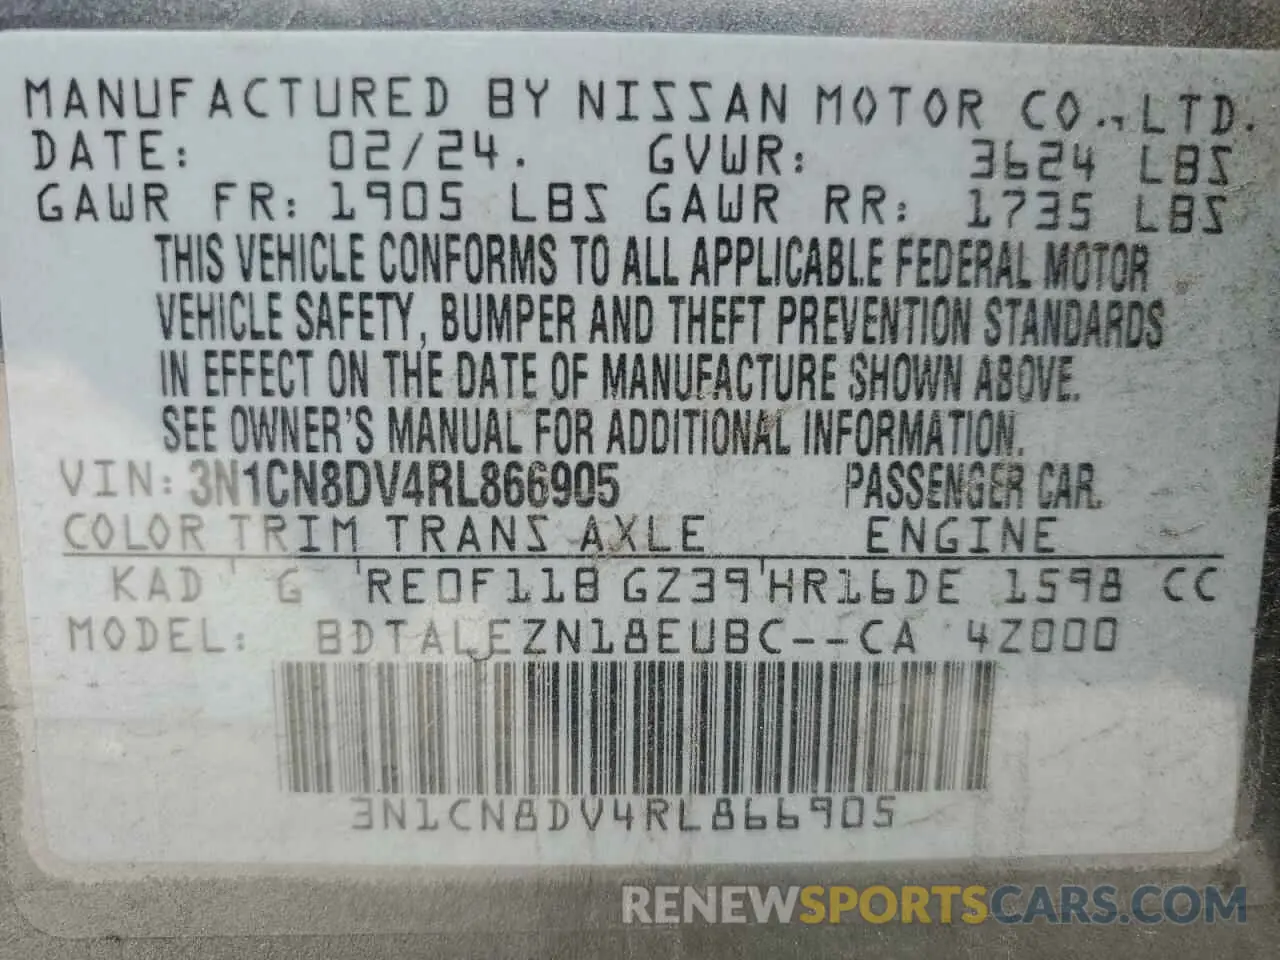 MANUFACTURED BY NISSAN MOTOR CO., LTD.
DATE: 02/24. GVWR: 3624 LBS
GAWR FR: 1905 LBS GAWR RR: 1735 LBS
THIS VEHICLE CONFORMS TO ALL APPLICABLE FEDERAL MOTOR
VEHICLE SAFETY, BUMPER AND THEFT PREVENTION STANDARDS
IN EFFECT ON THE DATE OF MANUFACTURE SHOWN ABOVE.
SEE OWNER'S MANUAL FOR ADDITIONAL INFORMATION.
VIN: 3N1CN8DV4RL866905 PASSENGER CAR
COLOR TRIM TRANS AXLE ENGINE
KAD ' G 'RE0F11B GZ39'HR16DE 1598 CC
MODEL: BDTALEZN18EUBC--CA 4Z000
3N1CN8DV4RL866905
RENEWSPORTSCARS.COM